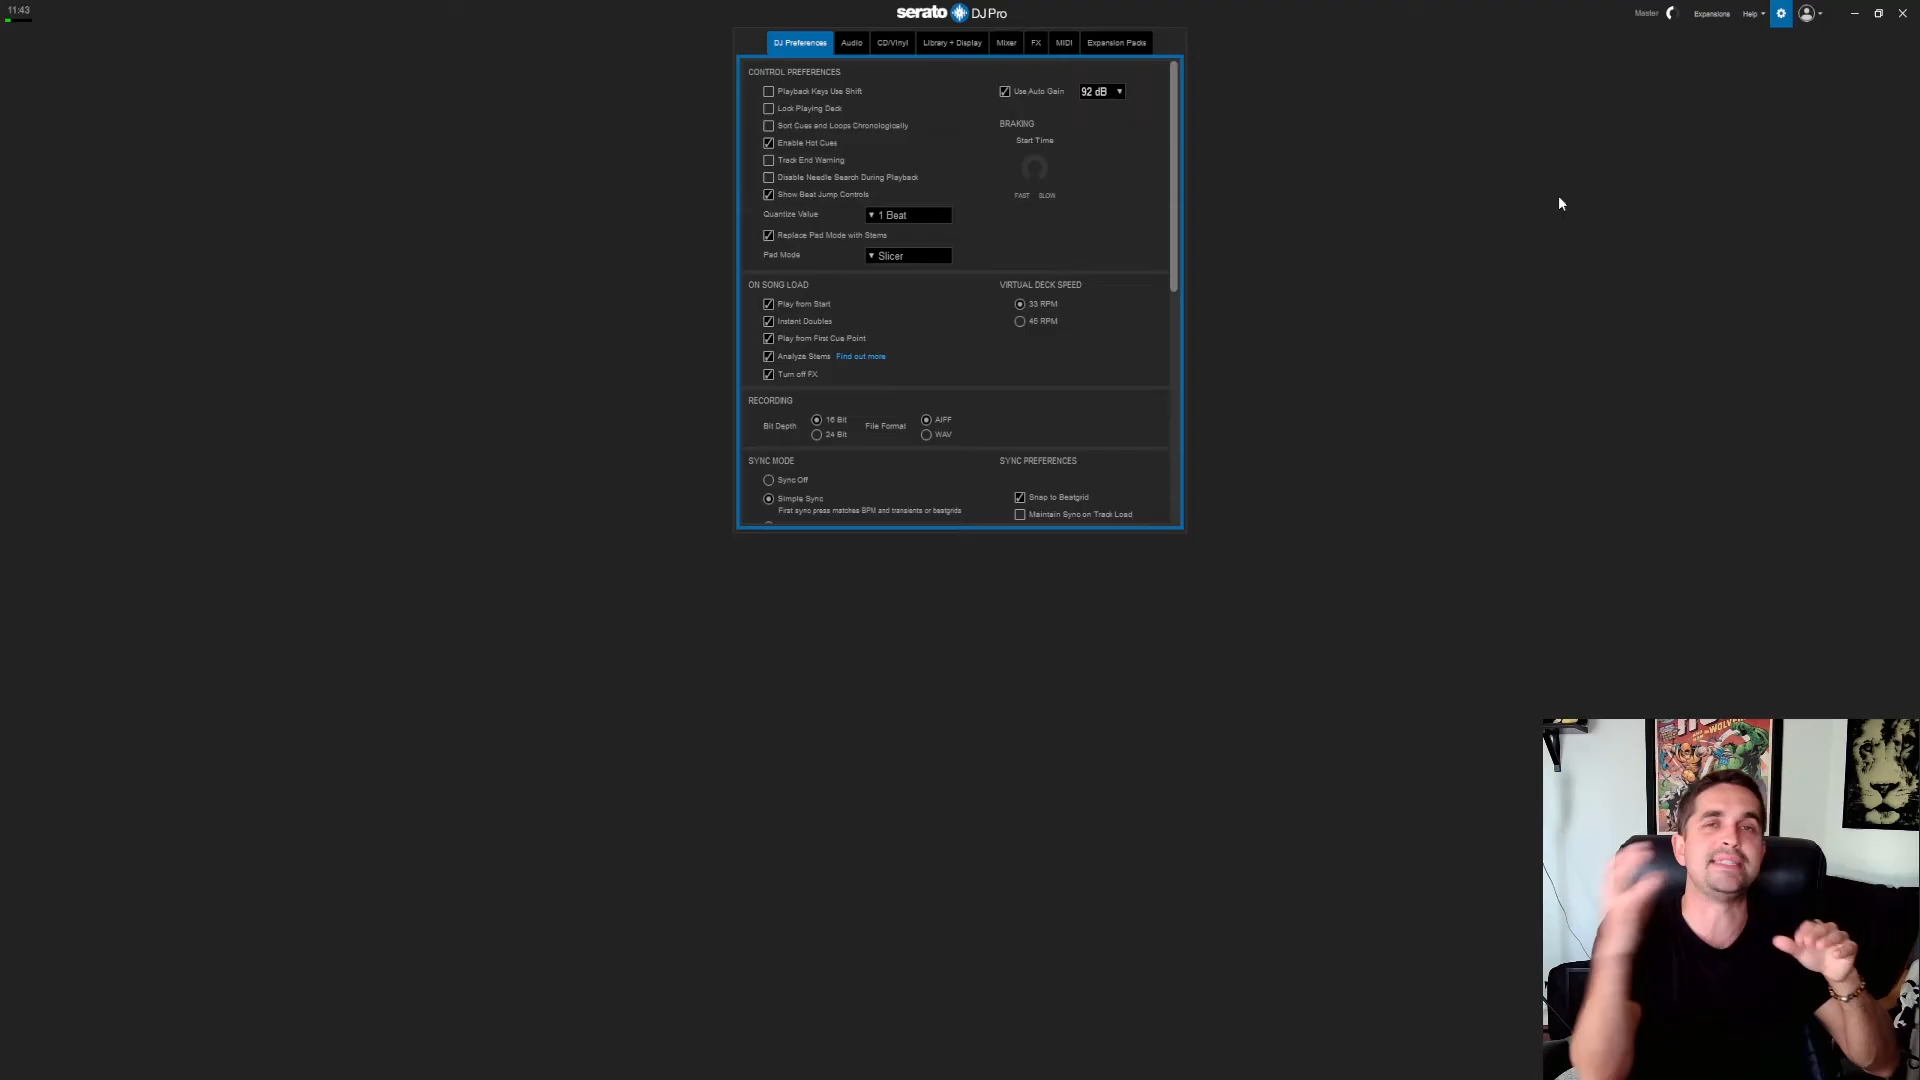 11:43
serato DJ Pro
Master
Expansions
Help
DJ Preferences
Audio
CD/Vinyl
Library + Display
Mixer
FX
MIDI
Expansion Packs
CONTROL PREFERENCES
Playback Keys Use Shift
Lock Playing Deck
Sort Cues and Loops Chronologically
Enable Hot Cues
Track End Warning
Disable Needle Search During Playback
Show Beat Jump Controls
Quantize Value
1 Beat
Replace Pad Mode with Stems
Pad Mode
Slicer
Use Auto Gain
92 dB
BRAKING
Start Time
FAST SLOW
ON SONG LOAD
Play from Start
Instant Doubles
Play from First Cue Point
Analyze Stems Find out more
Turn off FX
VIRTUAL DECK SPEED
33 RPM
45 RPM
RECORDING
Bit Depth
16 Bit
24 Bit
File Format
AIFF
WAV
SYNC MODE
Sync Off
Simple Sync
First sync press matches BPM and transients or beatgrids
SYNC PREFERENCES
Snap to Beatgrid
Maintain Sync on Track Load
WOLVER